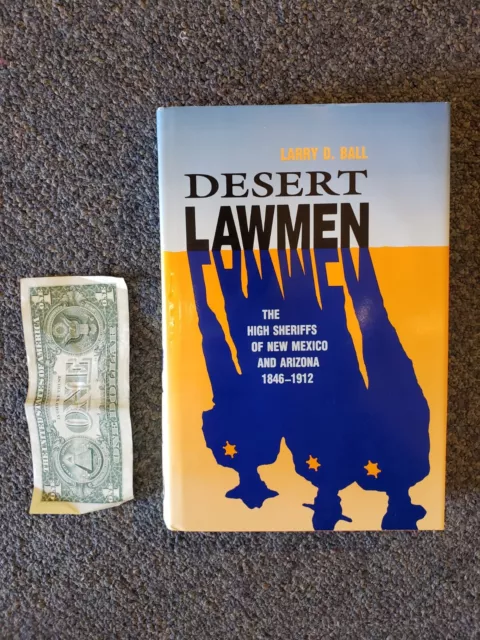 LARRY D. BALL
DESERT
LAWMEN
THE
HIGH SHERIFFS
OF NEW MEXICO
AND ARIZONA
1846–1912
ONE